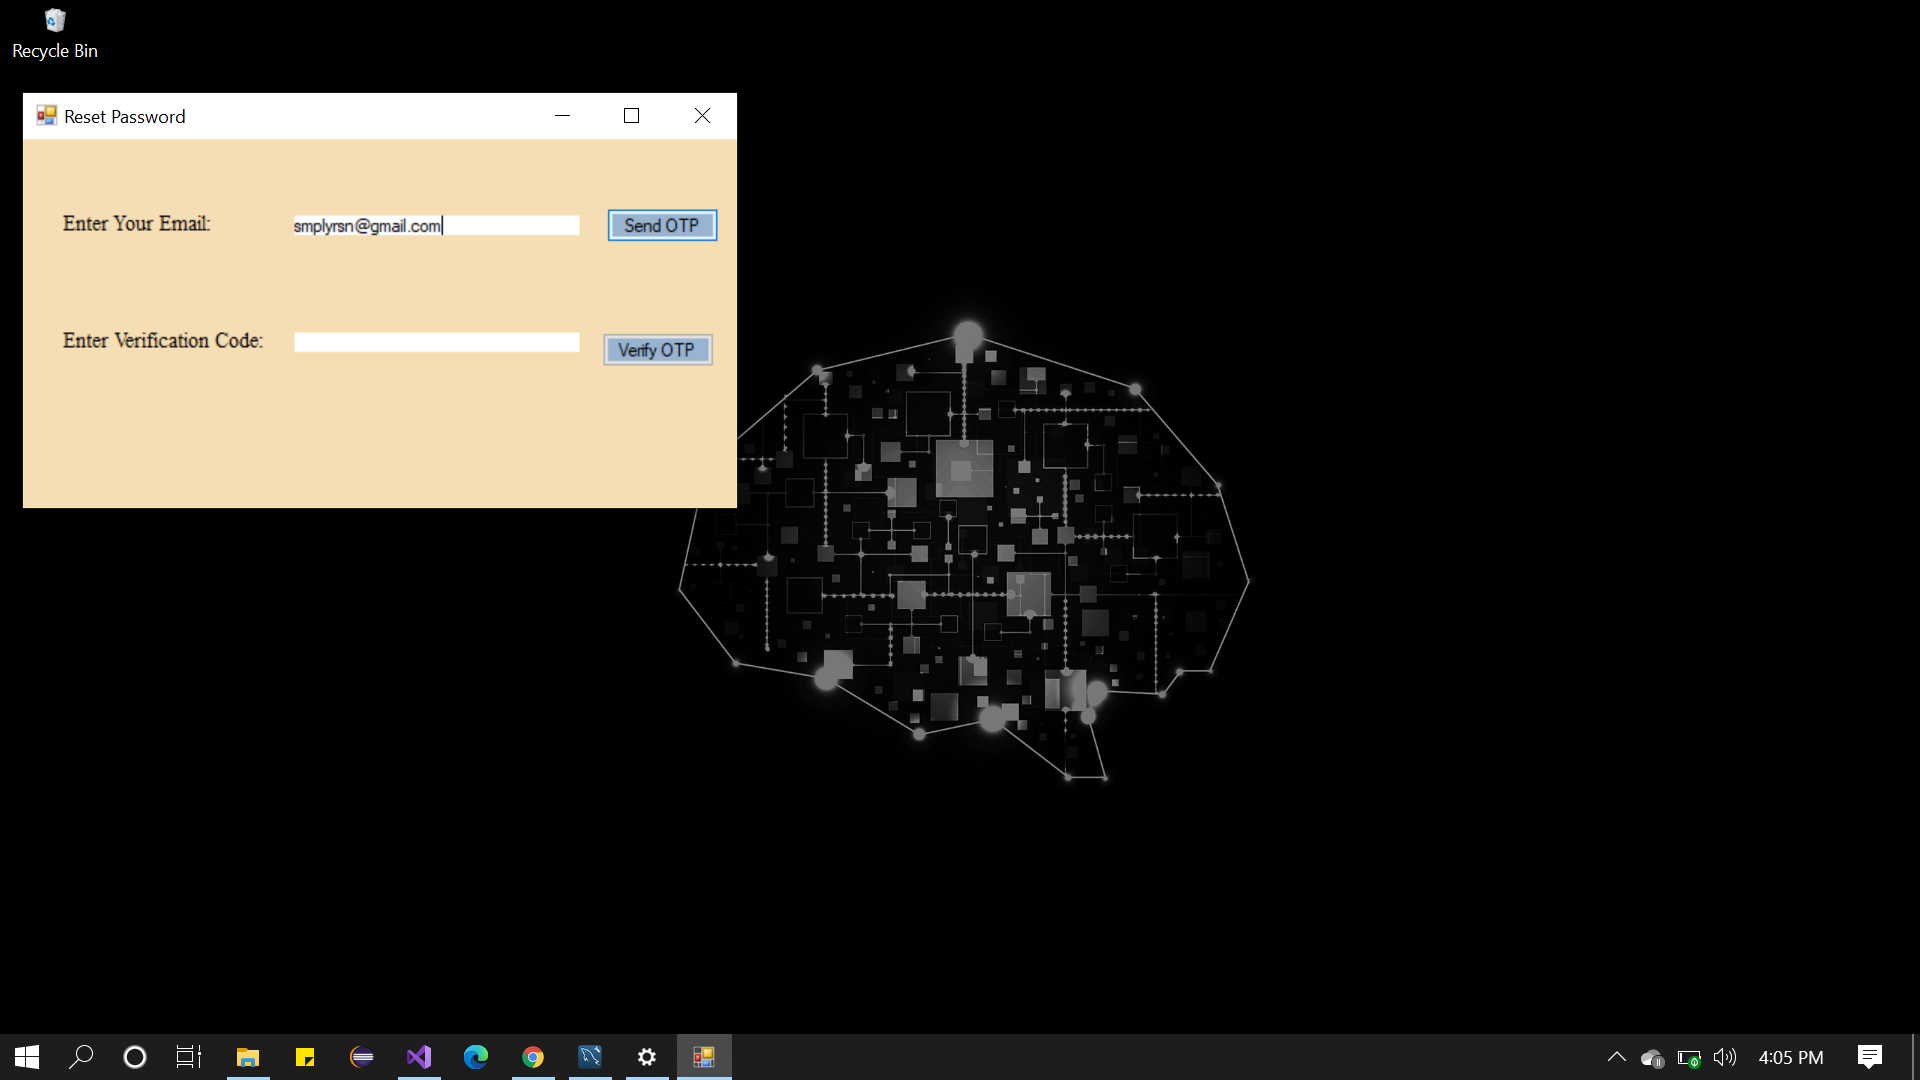 Recycle Bin
Reset Password
Enter Your Email:
smplyrsn@gmail.com
Send OTP
Enter Verification Code:
Verify OTP
4:05 PM